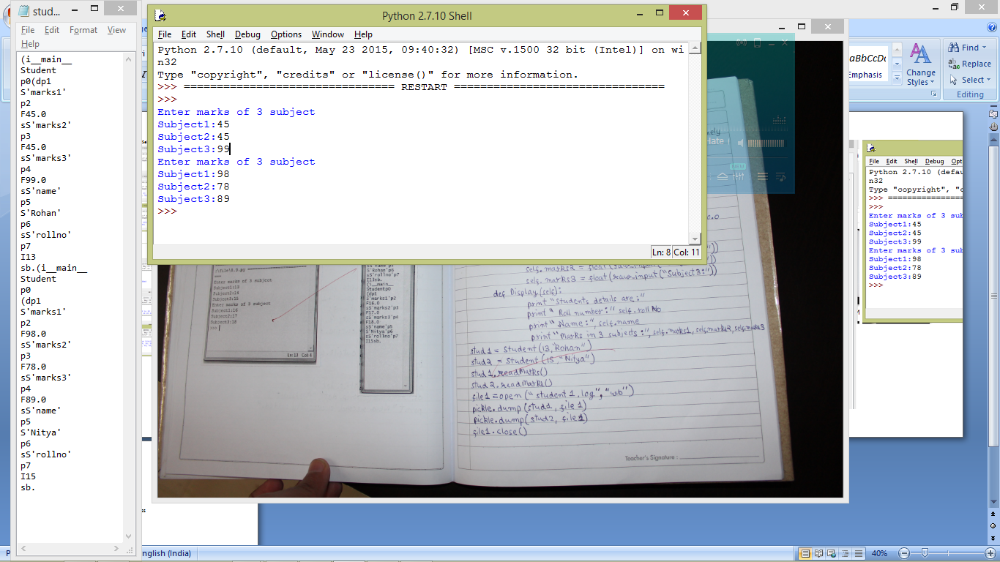 stud...
File Edit Format View
Help
(i__main__
Student
p0(dp1
S'marks1'
p2
F45.0
sS'marks2'
p3
F45.0
sS'marks3'
p4
F99.0
sS'name'
p5
S'Rohan'
p6
sS'rollno'
p7
I13
sb.(i__main__
Student
p0
(dp1
S'marks1'
p2
F98.0
sS'marks2'
p3
F78.0
sS'marks3'
p4
F89.0
sS'name'
p5
S'Nitya'
p6
sS'rollno'
p7
I15
sb.
Python 2.7.10 Shell
File Edit Shell Debug Options Window Help
Python 2.7.10 (default, May 23 2015, 09:40:32) [MSC v.1500 32 bit (Intel)] on wi
n32
Type "copyright", "credits" or "license()" for more information.
>>> ================================ RESTART ================================
>>>
Enter marks of 3 subject
Subject1:45
Subject2:45
Subject3:99
Enter marks of 3 subject
Subject1:98
Subject2:78
Subject3:89
>>>
Ln: 8 Col: 11
Enter marks of 3 subject
Subject1:13
Subject2:14
Subject3:15
Enter marks of 3 subject
Subject1:16
Subject2:17
Subject3:18
>>>
Ln: 13 Col: 4
S'Rohan'p6
sS'rollno'p7
I13sb.
(i__main__
Studentp0
(dp1
S'marks1'p2
F16.0
sS'marks2'p3
F17.0
sS'marks3'p4
F18.0
sS'name'p5
S'Nitya'p6
sS'rollno'p7
I15sb.
self.marks3 = float(raw_input("Subject3:"))
def Display(self):
print "Students details are:"
print " Roll number:" self.roll No
print "Name:", self.name
print "Marks in 3 subjects :", self.marks1, self.marks2, self.marks3
stud1 = Student (13,"Rohan")
stud2 = Student (15, "Nitya")
stud1.readMarks()
stud2.readMarks()
file1 = open ("student1.log", "wb")
pickle.dump (stud1, file1)
pickle.dump (stud2, file1)
file1.close()
Teacher's Signature :
Hate
AaBbCcDc
Emphasis
Change
Styles
Find
Replace
Select
Editing
File Edit Shell Debug Opt
Python 2.7.10 (defau
n32
Type "copyright", "c
>>> ================
>>>
Enter marks of 3 sub
Subject1:45
Subject2:45
Subject3:99
Enter marks of 3 sub
Subject1:98
Subject2:78
Subject3:89
>>>
nglish (India)
40%